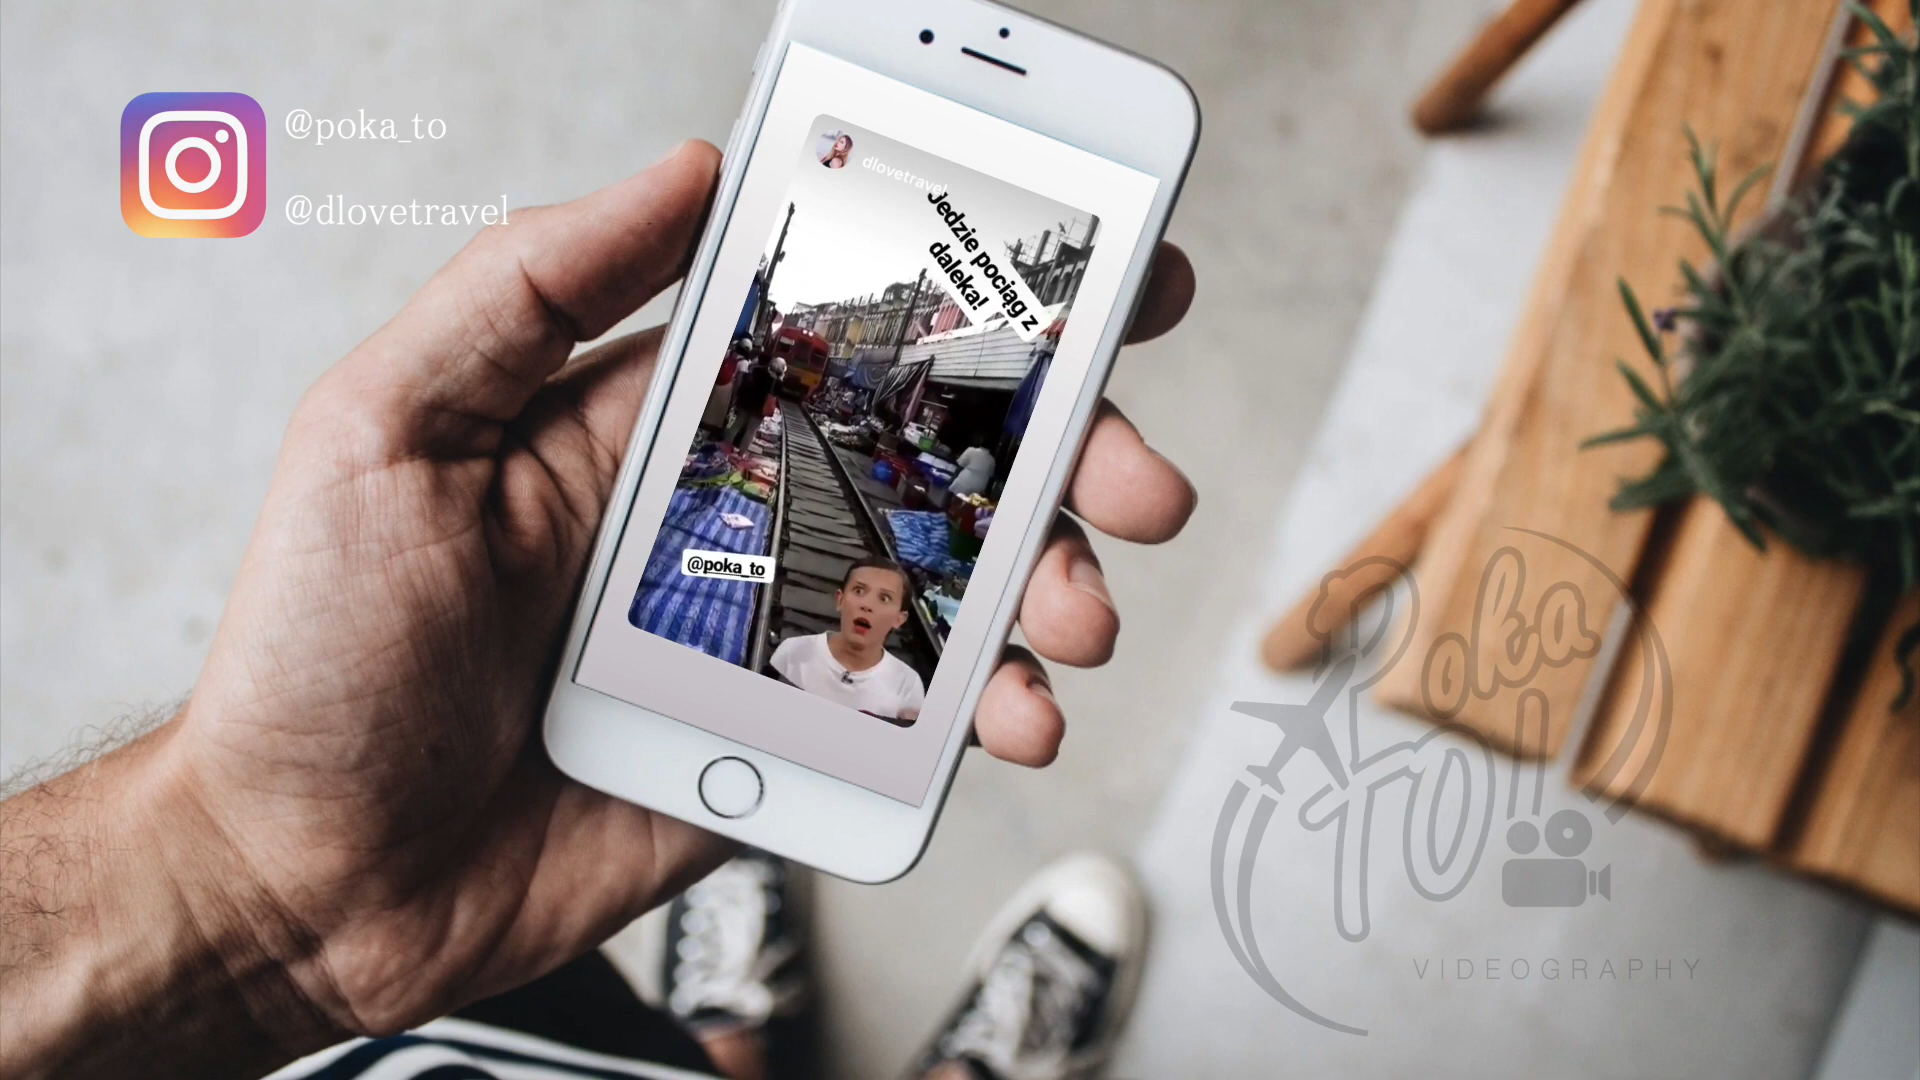 @poka_to
@dlovetravel
dlovetravel
Jedzie pociąg z
daleka!
@poka_to
Poka
TO!
VIDEOGRAPHY